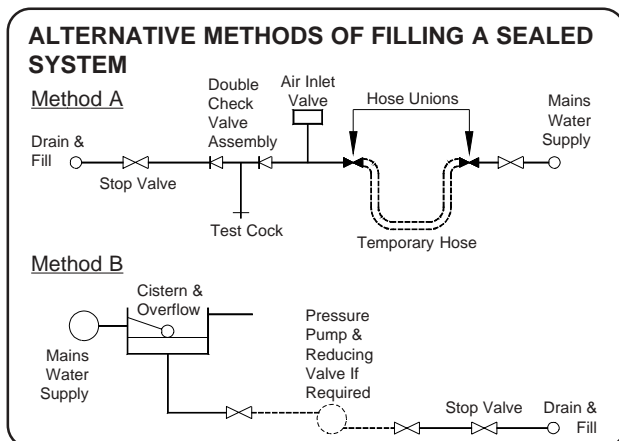 ALTERNATIVE METHODS OF FILLING A SEALED
SYSTEM
Method A
Double
Check
Valve
Assembly
Air Inlet
Valve
Hose Unions
Mains
Water
Supply
Drain &
Fill
Stop Valve
Test Cock
Temporary Hose
Method B
Cistern &
Overflow
Mains
Water
Supply
Pressure
Pump &
Reducing
Valve If
Required
Stop Valve
Drain &
Fill